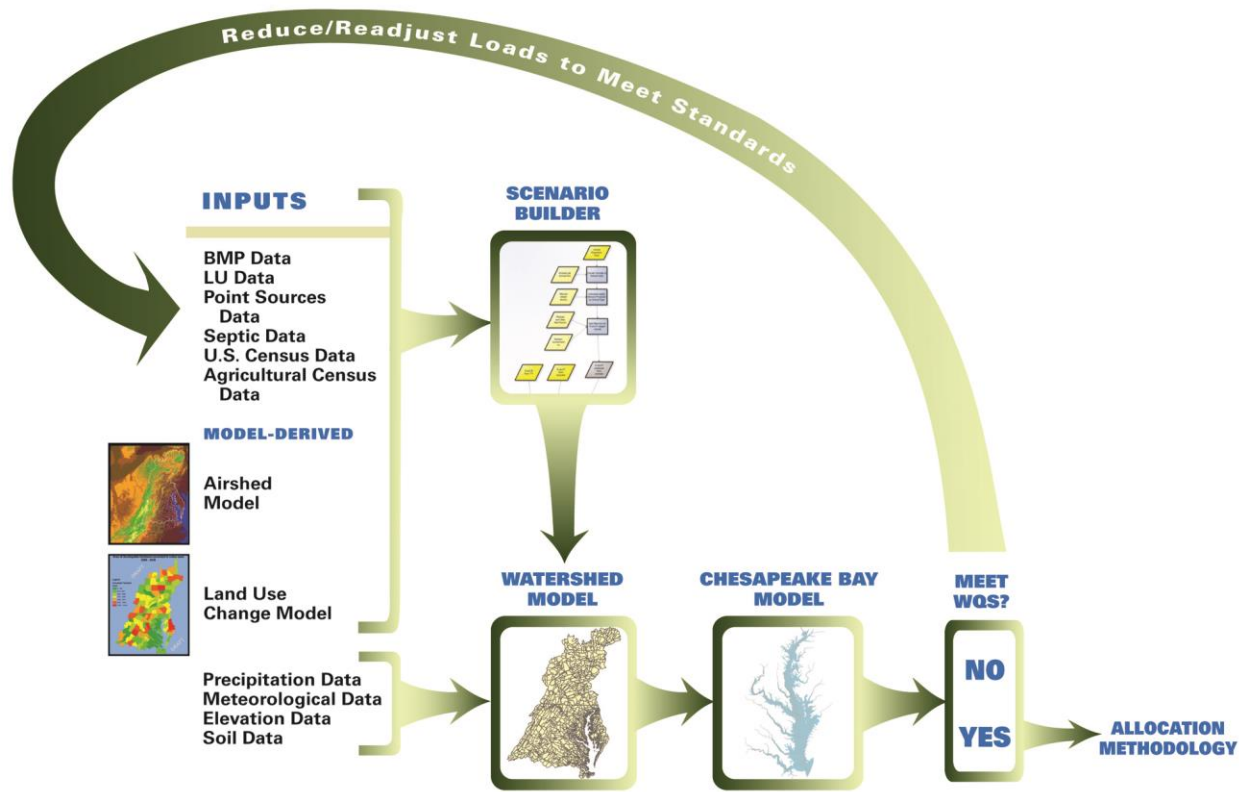 Reduce/Readjust Loads to Meet Standards
INPUTS
BMP Data
LU Data
Point Sources
Data
Septic Data
U.S. Census Data
Agricultural Census
Data
MODEL-DERIVED
Airshed
Model
Land Use
Change Model
Precipitation Data
Meteorological Data
Elevation Data
Soil Data
SCENARIO
BUILDER
WATERSHED
MODEL
CHESAPEAKE BAY
MODEL
MEET
WQS?
NO
YES
ALLOCATION
METHODOLOGY